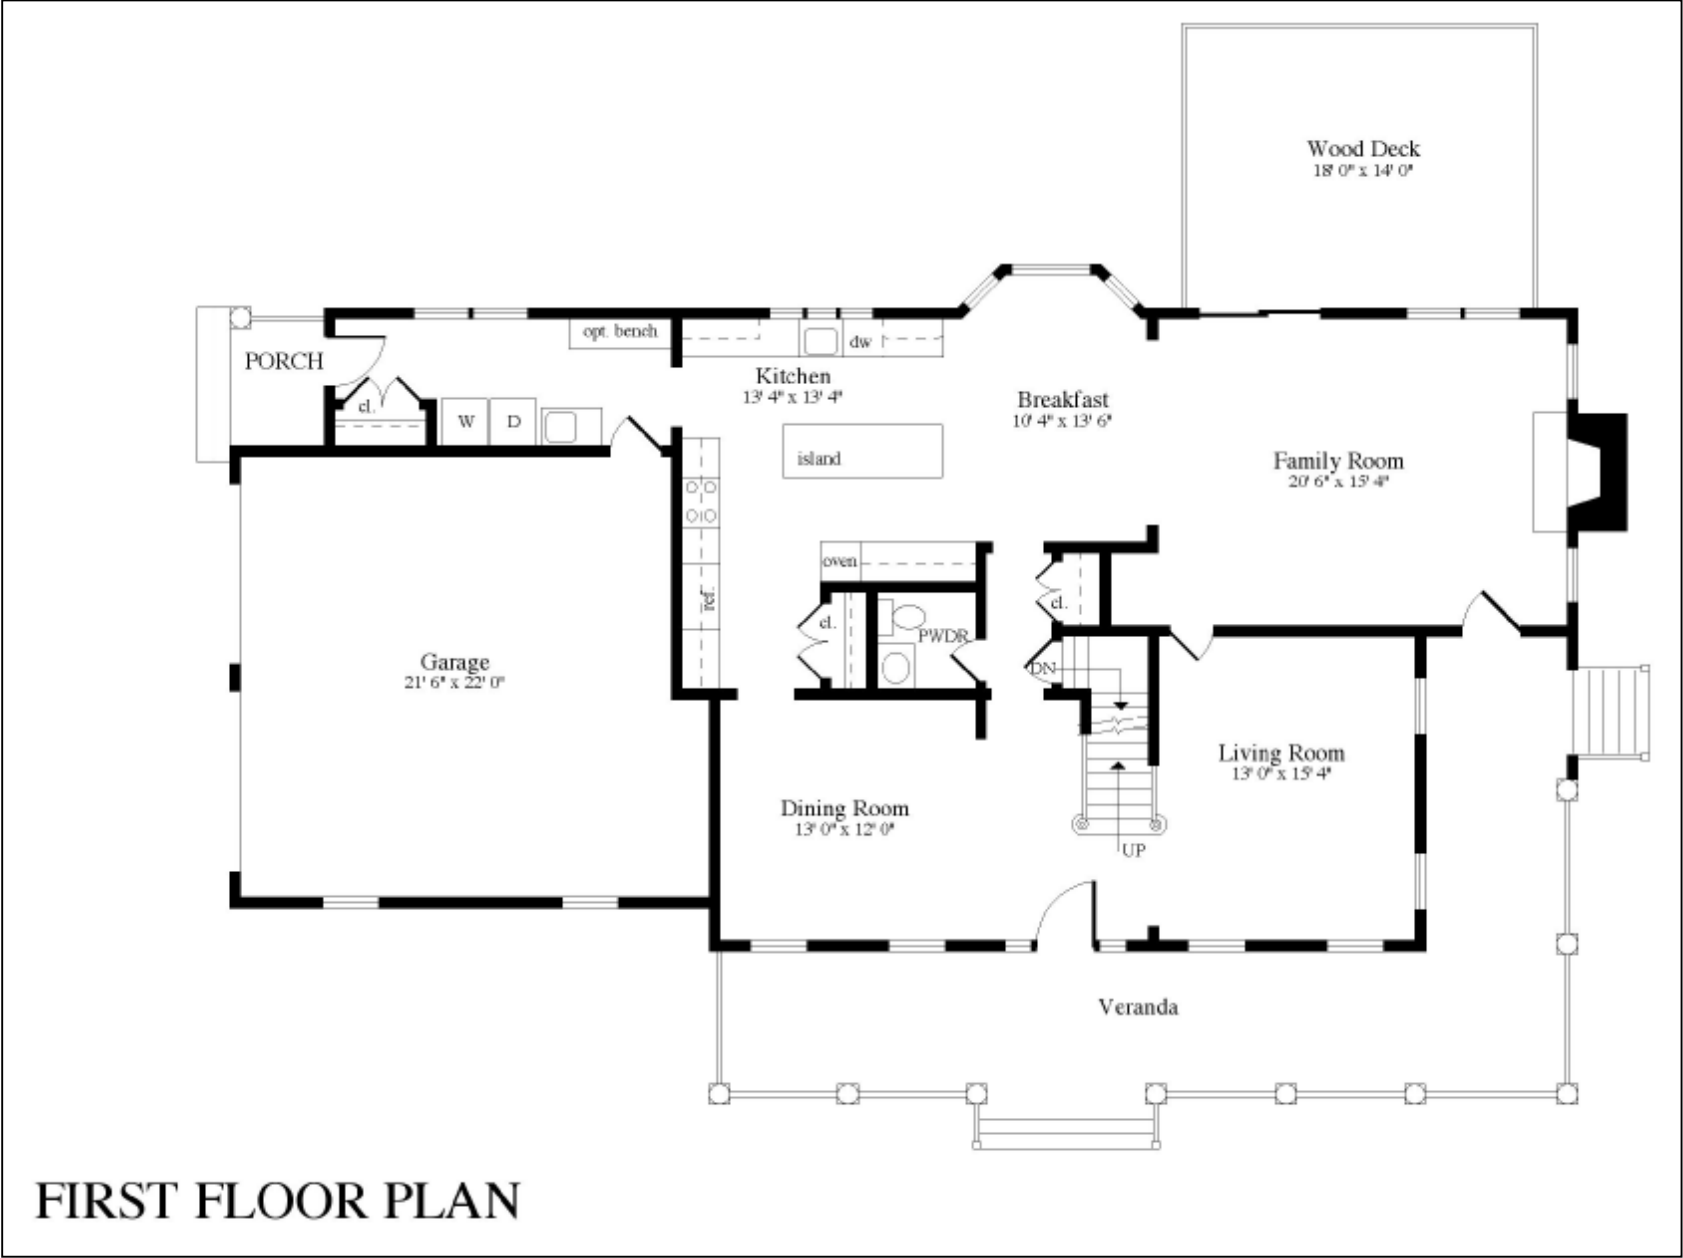 Wood Deck
18' 0" x 14' 0"
opt. bench
dw
PORCH
Kitchen
13' 4" x 13' 4"
Breakfast
10' 4" x 13' 6"
cl.
W
D
island
Family Room
20' 6" x 15' 4"
oven
ref.
cl.
cl.
PWDR
Garage
21' 6" x 22' 0"
DN
Living Room
13' 0" x 15' 4"
Dining Room
13' 0" x 12' 0"
UP
Veranda
FIRST FLOOR PLAN